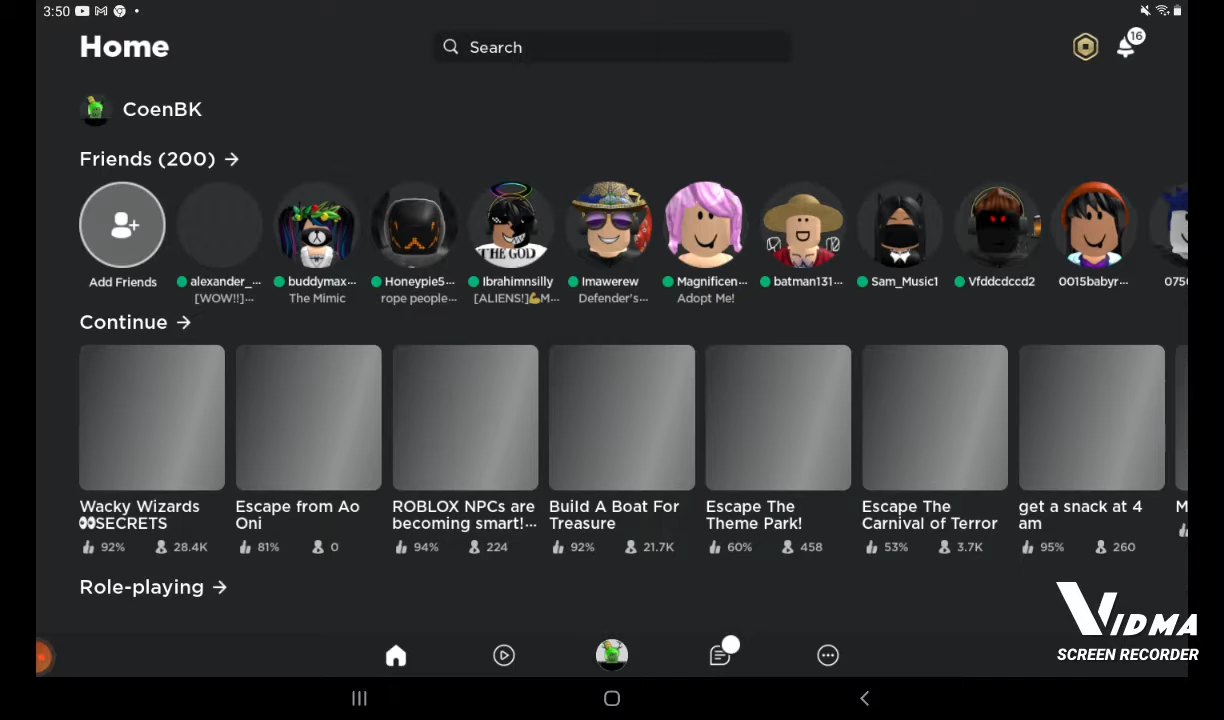 3:50
16
Home
Search
CoenBK
Friends (200)
THE GOD
Add Friends
alexander_...
buddymax...
Honeypie5...
Ibrahimnsilly
Imawerew
Magnificen...
batman131...
Sam_Music1
Vfddcdccd2
0015babyr...
075
[WOW!!]...
The Mimic
rope people...
[ALIENS!]💪M...
Defender's...
Adopt Me!
Continue
Wacky Wizards
👀SECRETS
92% 28.4K
Escape from Ao
Oni
81% 0
ROBLOX NPCs are
becoming smart!...
94% 224
Build A Boat For
Treasure
92% 21.7K
Escape The
Theme Park!
60% 458
Escape The
Carnival of Terror
53% 3.7K
get a snack at 4
am
95% 260
M
Role-playing
VIDMA
SCREEN RECORDER